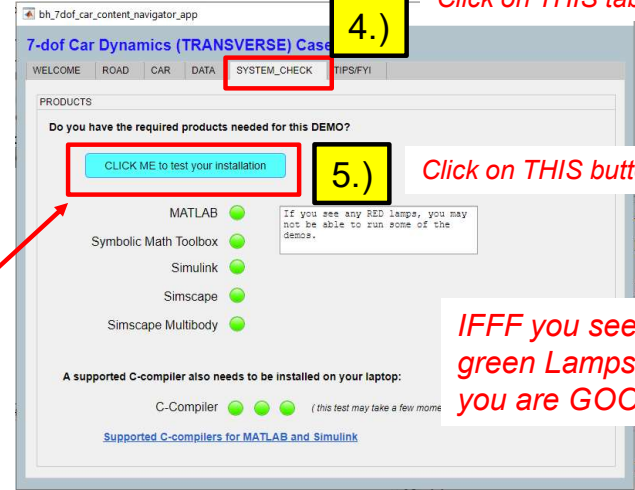 bh_7dof_car_content_navigator_app
Click on THIS tab
4.)
7-dof Car Dynamics (TRANSVERSE) Case
WELCOME ROAD CAR DATA SYSTEM_CHECK TIPS/FYI
PRODUCTS
Do you have the required products needed for this DEMO?
CLICK ME to test your installation
5.)
Click on THIS butt
MATLAB
If you see any RED lamps, you may
not be able to run some of the
demos.
Symbolic Math Toolbox
Simulink
Simscape
Simscape Multibody
IFFF you see
green Lamps
you are GOO
A supported C-compiler also needs to be installed on your laptop:
C-Compiler (this test may take a few mome
Supported C-compilers for MATLAB and Simulink